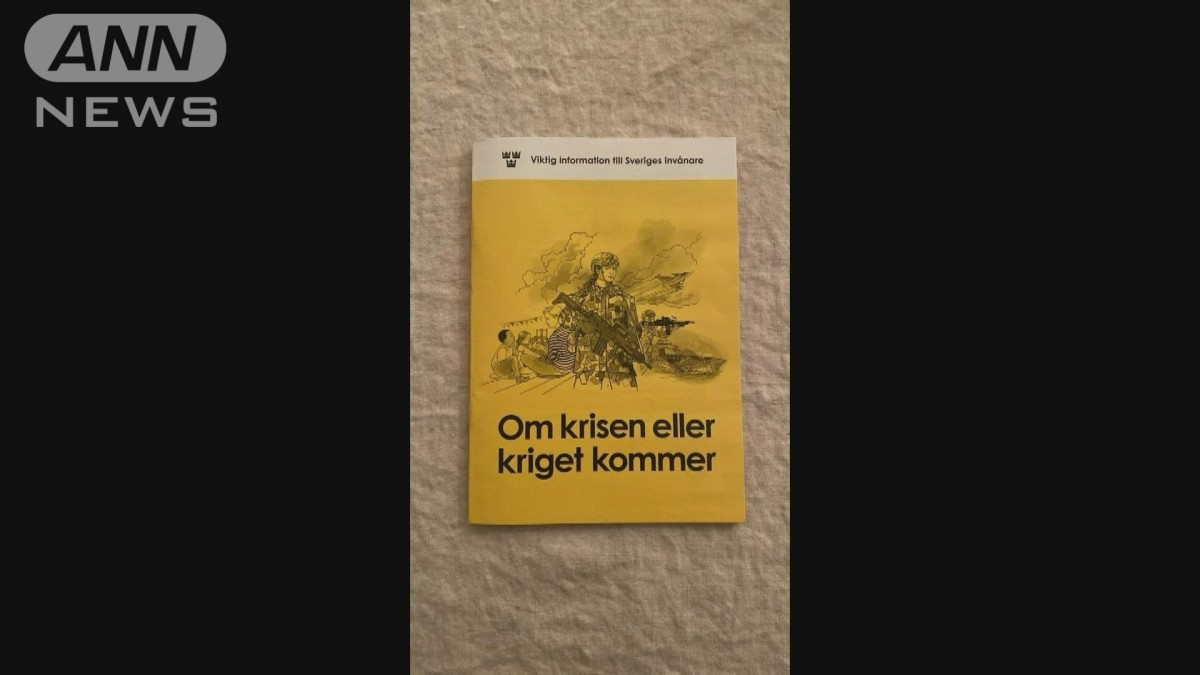 ANN
NEWS
Viktig information till Sveriges invånare
Om krisen eller
kriget kommer